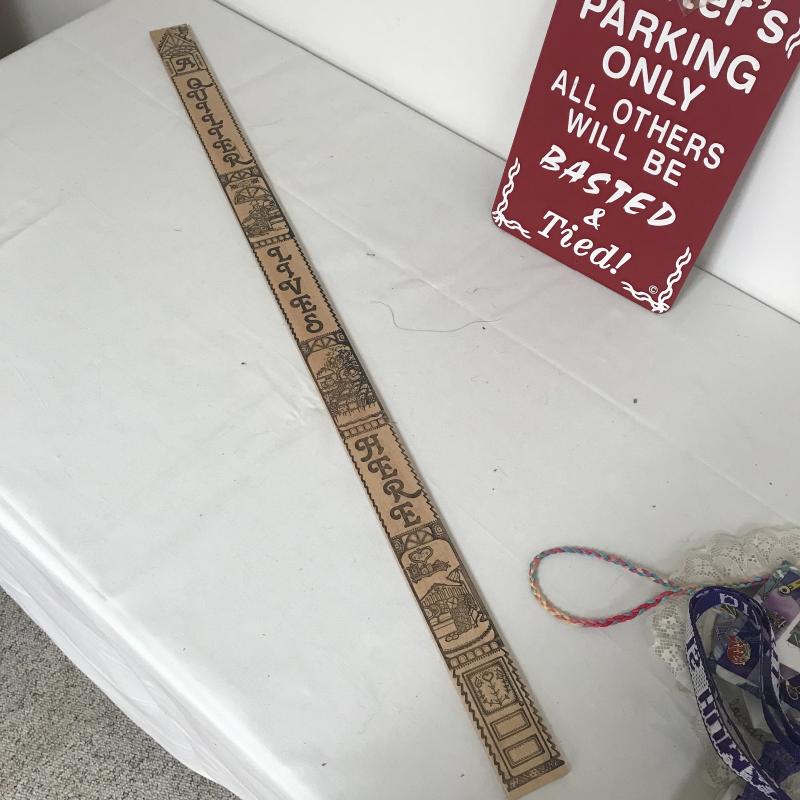 A
QUILTER
LIVES
HERE
PARKING
ONLY
ALL OTHERS
WILL BE
BASTED
&
Tied!
©